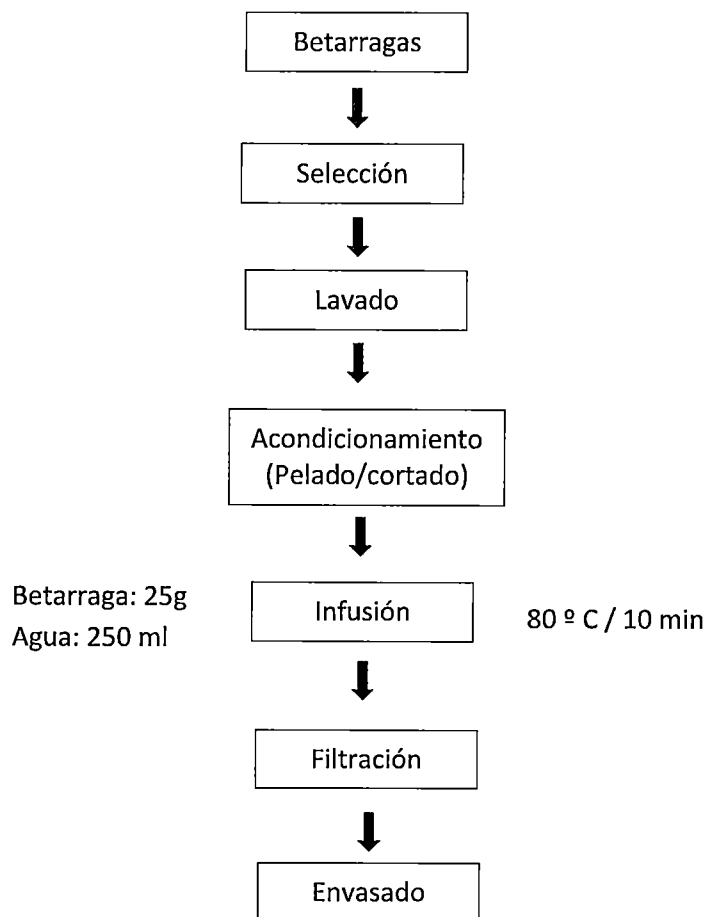 Betarragas
Selección
Lavado
Acondicionamiento
(Pelado/cortado)
Betarraga: 25g
Agua: 250 ml
Infusión
80 º C / 10 min
Filtración
Envasado